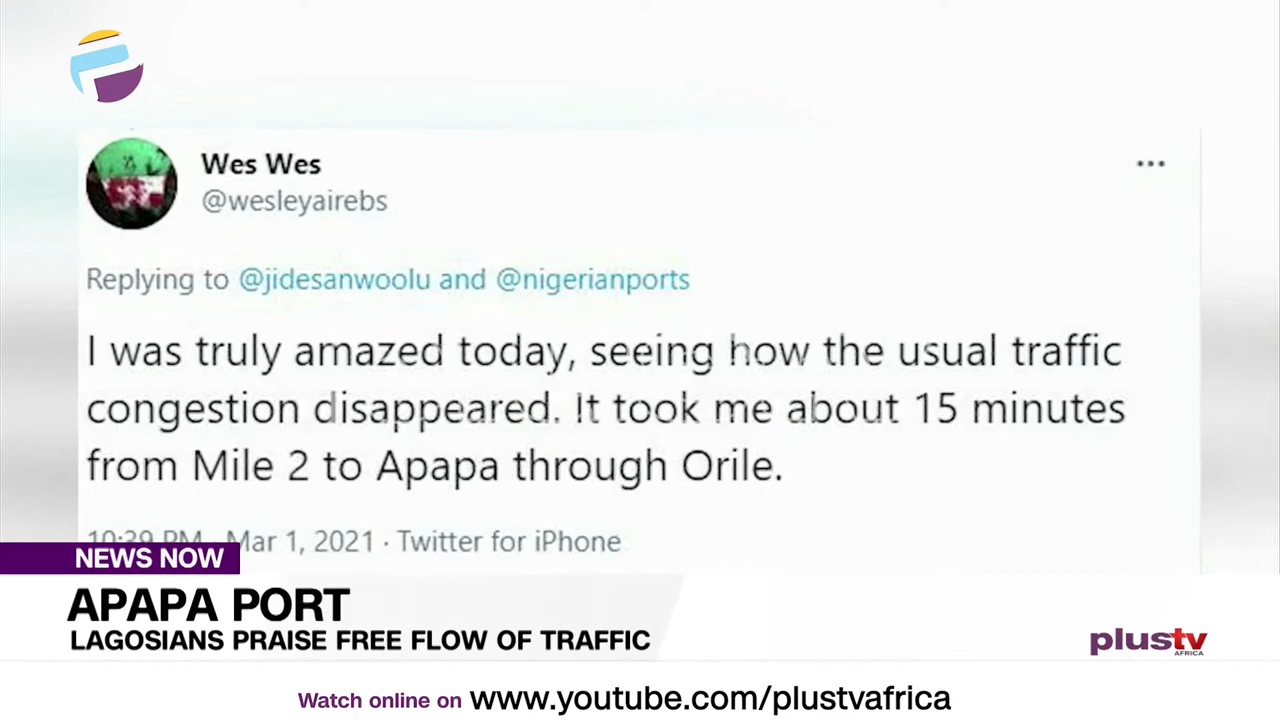 Wes Wes
@wesleyairebs
Replying to @jidesanwoolu and @nigerianports
I was truly amazed today, seeing how the usual traffic
congestion disappeared. It took me about 15 minutes
from Mile 2 to Apapa through Orile.
10:39 PM · Mar 1, 2021 · Twitter for iPhone
NEWS NOW
APAPA PORT
LAGOSIANS PRAISE FREE FLOW OF TRAFFIC
plustv
AFRICA
Watch online on www.youtube.com/plustvafrica